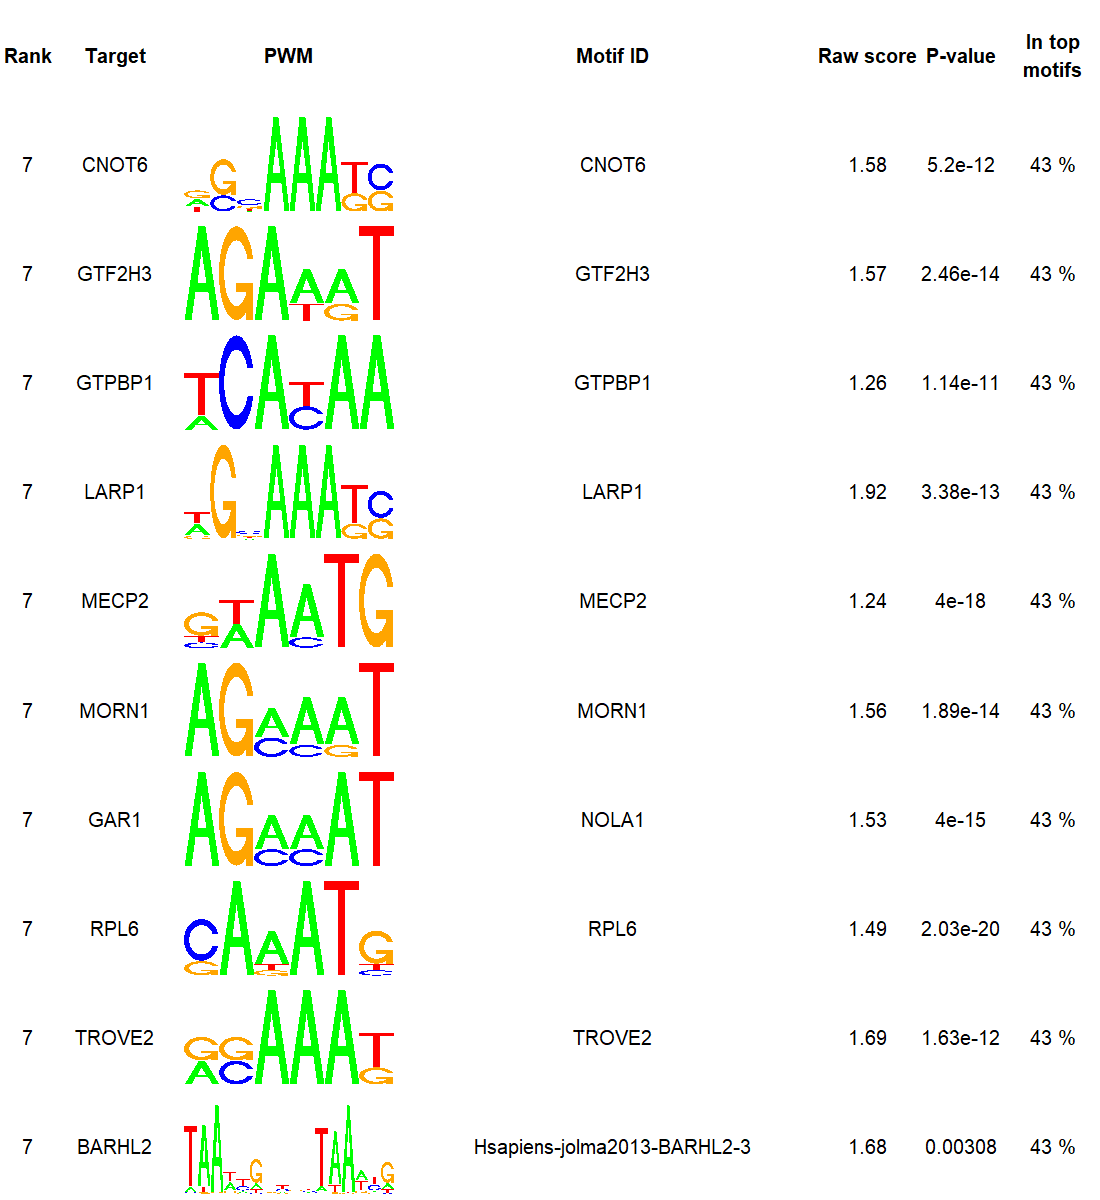 Rank Target PWM Motif ID Raw score P-value In top motifs
7 CNOT6 CNOT6 1.58 5.2e-12 43 %
7 GTF2H3 GTF2H3 1.57 2.46e-14 43 %
7 GTPBP1 GTPBP1 1.26 1.14e-11 43 %
7 LARP1 LARP1 1.92 3.38e-13 43 %
7 MECP2 MECP2 1.24 4e-18 43 %
7 MORN1 MORN1 1.56 1.89e-14 43 %
7 GAR1 NOLA1 1.53 4e-15 43 %
7 RPL6 RPL6 1.49 2.03e-20 43 %
7 TROVE2 TROVE2 1.69 1.63e-12 43 %
7 BARHL2 Hsapiens-jolma2013-BARHL2-3 1.68 0.00308 43 %